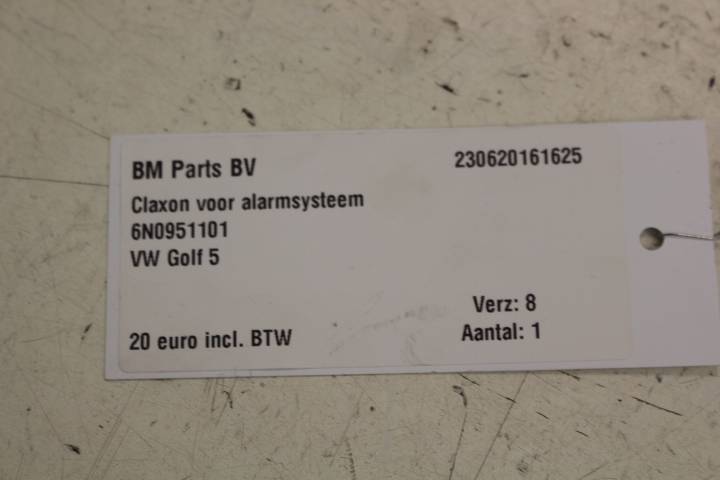 BM Parts BV 230620161625
Claxon voor alarmsysteem
6N0951101
VW Golf 5
Verz: 8
20 euro incl. BTW Aantal: 1